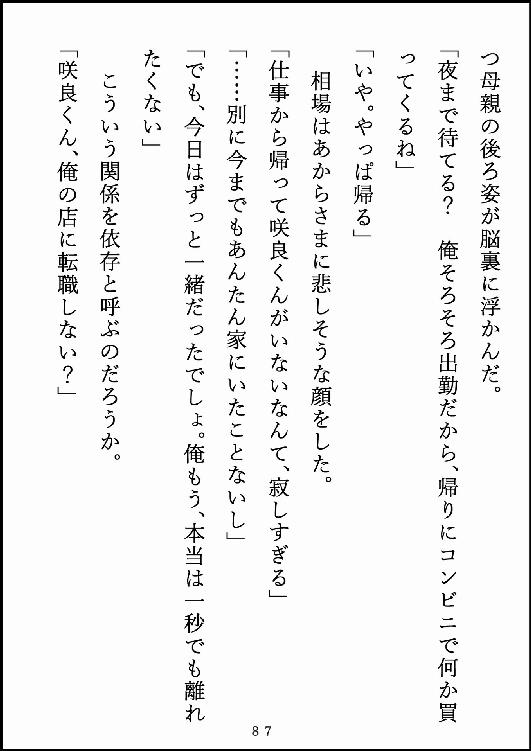 つ母親の後ろ姿が脳裏に浮かんだ。
「夜まで待てる？　俺そろそろ出勤だから、帰りにコンビニで何か買
ってくるね」
「いや。やっぱ帰る」
　相場はあからさまに悲しそうな顔をした。
「仕事から帰って咲良くんがいないなんて、寂しすぎる」
「……別に今までもあんたん家にいたことないし」
「でも、今日はずっと一緒だったでしょ。俺もう、本当は一秒でも離れ
たくない」
　こういう関係を依存と呼ぶのだろうか。
「咲良くん、俺の店に転職しない？」
87